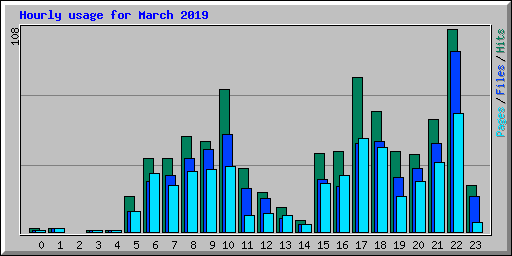 Hourly usage for March 2019
108
Pages/Files/Hits
0 1 2 3 4 5 6 7 8 9 10 11 12 13 14 15 16 17 18 19 20 21 22 23